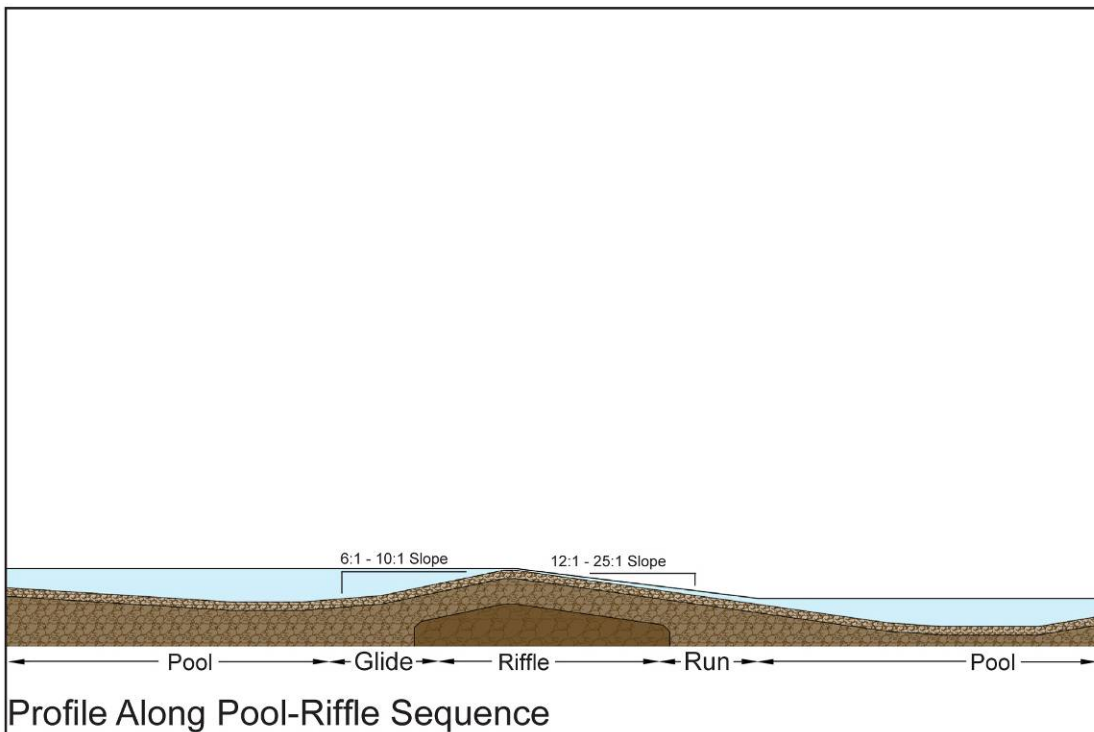 6:1 - 10:1 Slope
12:1 - 25:1 Slope
Pool
Glide
Riffle
Run
Pool
Profile Along Pool-Riffle Sequence